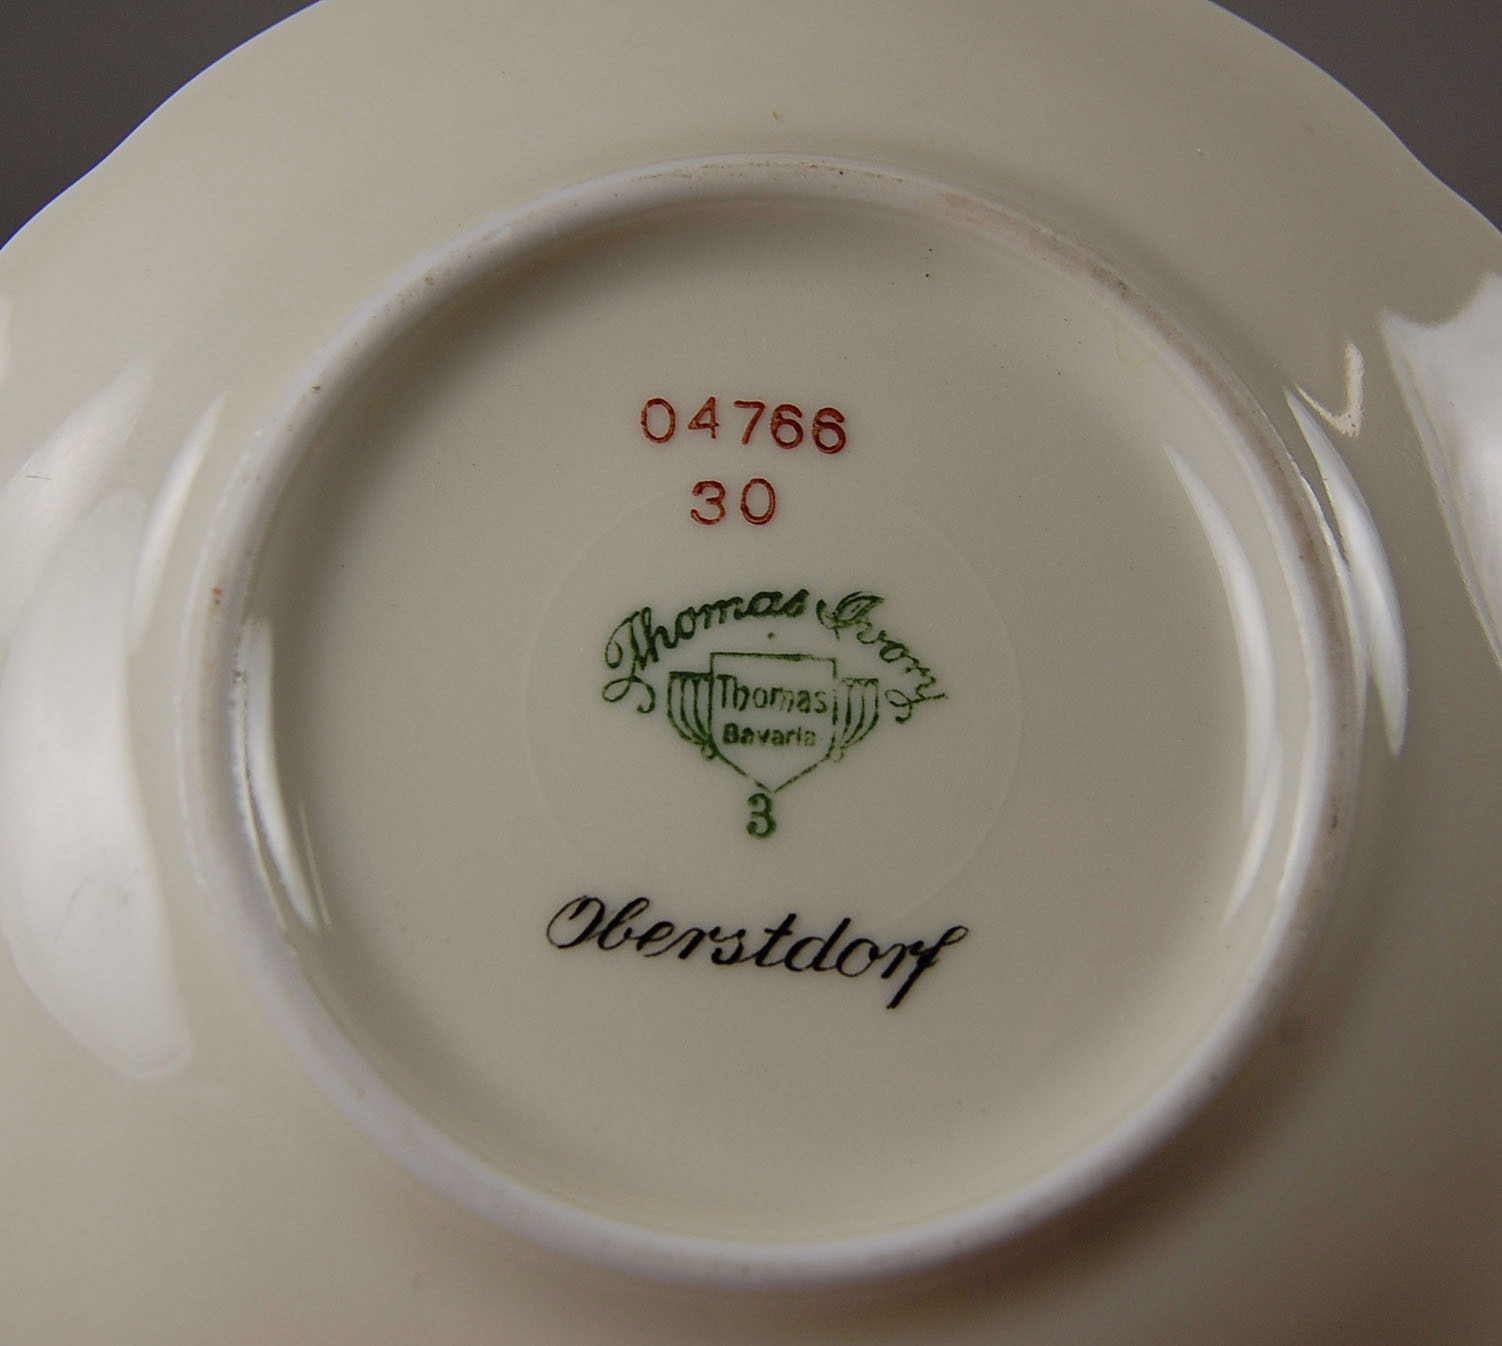 04766
30
Thomas Ivory
Thomas
Bavaria
3
Oberstdorf